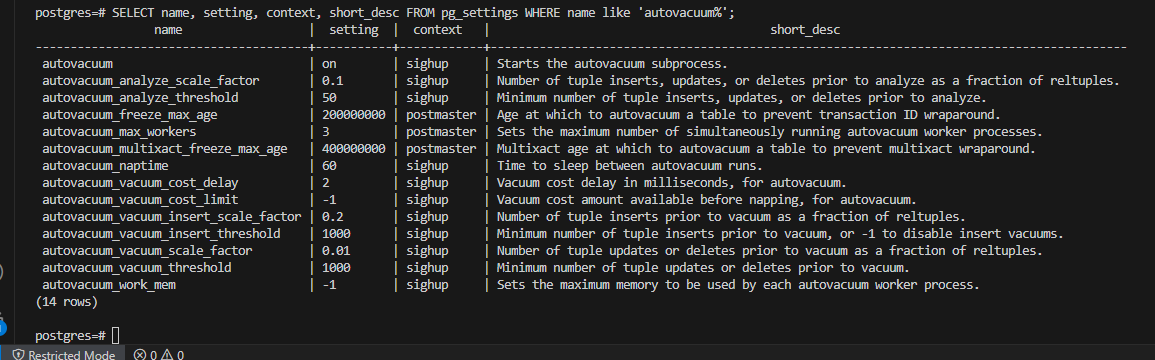 postgres=# SELECT name, setting, context, short_desc FROM pg_settings WHERE name like 'autovacuum%';
                 name                  |  setting  |  context   |                                        short_desc
---------------------------------------+-----------+------------+------------------------------------------------------------------------------------------
 autovacuum                            | on        | sighup     | Starts the autovacuum subprocess.
 autovacuum_analyze_scale_factor       | 0.1       | sighup     | Number of tuple inserts, updates, or deletes prior to analyze as a fraction of reltuples.
 autovacuum_analyze_threshold          | 50        | sighup     | Minimum number of tuple inserts, updates, or deletes prior to analyze.
 autovacuum_freeze_max_age             | 200000000 | postmaster | Age at which to autovacuum a table to prevent transaction ID wraparound.
 autovacuum_max_workers                | 3         | postmaster | Sets the maximum number of simultaneously running autovacuum worker processes.
 autovacuum_multixact_freeze_max_age   | 400000000 | postmaster | Multixact age at which to autovacuum a table to prevent multixact wraparound.
 autovacuum_naptime                    | 60        | sighup     | Time to sleep between autovacuum runs.
 autovacuum_vacuum_cost_delay          | 2         | sighup     | Vacuum cost delay in milliseconds, for autovacuum.
 autovacuum_vacuum_cost_limit          | -1        | sighup     | Vacuum cost amount available before napping, for autovacuum.
 autovacuum_vacuum_insert_scale_factor | 0.2       | sighup     | Number of tuple inserts prior to vacuum as a fraction of reltuples.
 autovacuum_vacuum_insert_threshold    | 1000      | sighup     | Minimum number of tuple inserts prior to vacuum, or -1 to disable insert vacuums.
 autovacuum_vacuum_scale_factor        | 0.01      | sighup     | Number of tuple updates or deletes prior to vacuum as a fraction of reltuples.
 autovacuum_vacuum_threshold           | 1000      | sighup     | Minimum number of tuple updates or deletes prior to vacuum.
 autovacuum_work_mem                   | -1        | sighup     | Sets the maximum memory to be used by each autovacuum worker process.
(14 rows)
postgres=#
Restricted Mode 0 0